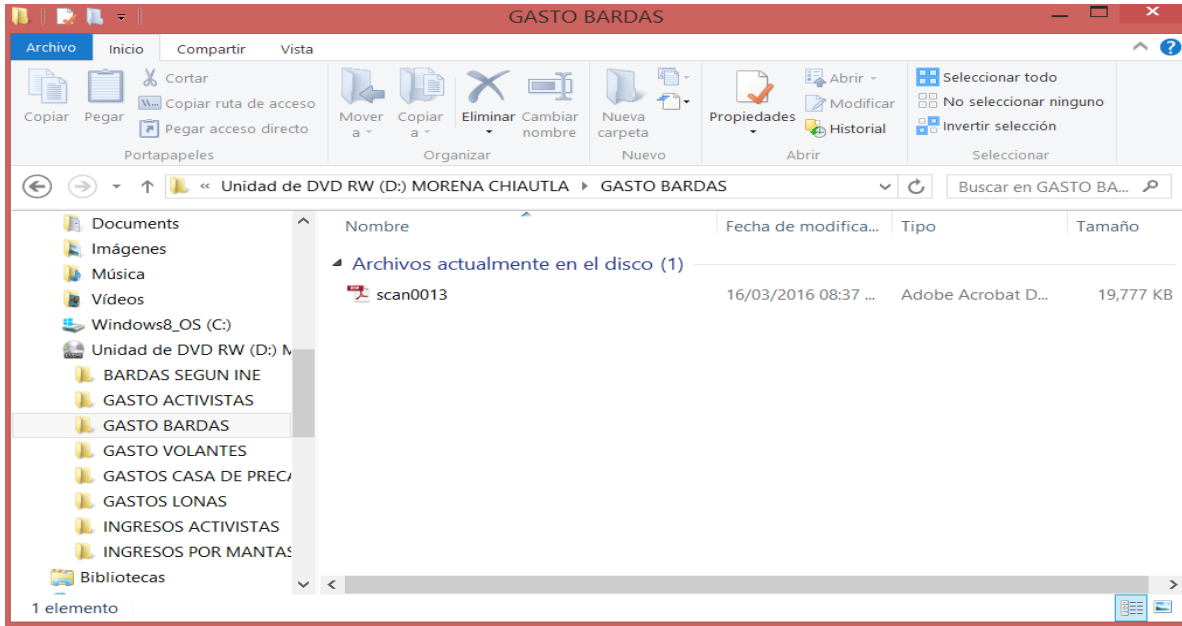 GASTO BARDAS
Archivo Inicio Compartir Vista
Copiar
Pegar
Cortar
Copiar ruta de acceso
Pegar acceso directo
Portapapeles
Mover a
Copiar a
Eliminar
Cambiar nombre
Organizar
Nueva carpeta
Nuevo
Propiedades
Abrir
Modificar
Historial
Abrir
Seleccionar todo
No seleccionar ninguno
Invertir selección
Seleccionar
« Unidad de DVD RW (D:) MORENA CHIAUTLA GASTO BARDAS
Buscar en GASTO BA...
Documents
Imágenes
Música
Vídeos
Windows8_OS (C:)
Unidad de DVD RW (D:) M
BARDAS SEGUN INE
GASTO ACTIVISTAS
GASTO BARDAS
GASTO VOLANTES
GASTOS CASA DE PRECA
GASTOS LONAS
INGRESOS ACTIVISTAS
INGRESOS POR MANTAS
Bibliotecas
Nombre Fecha de modifica... Tipo Tamaño
Archivos actualmente en el disco (1)
scan0013 16/03/2016 08:37 ... Adobe Acrobat D... 19,777 KB
1 elemento